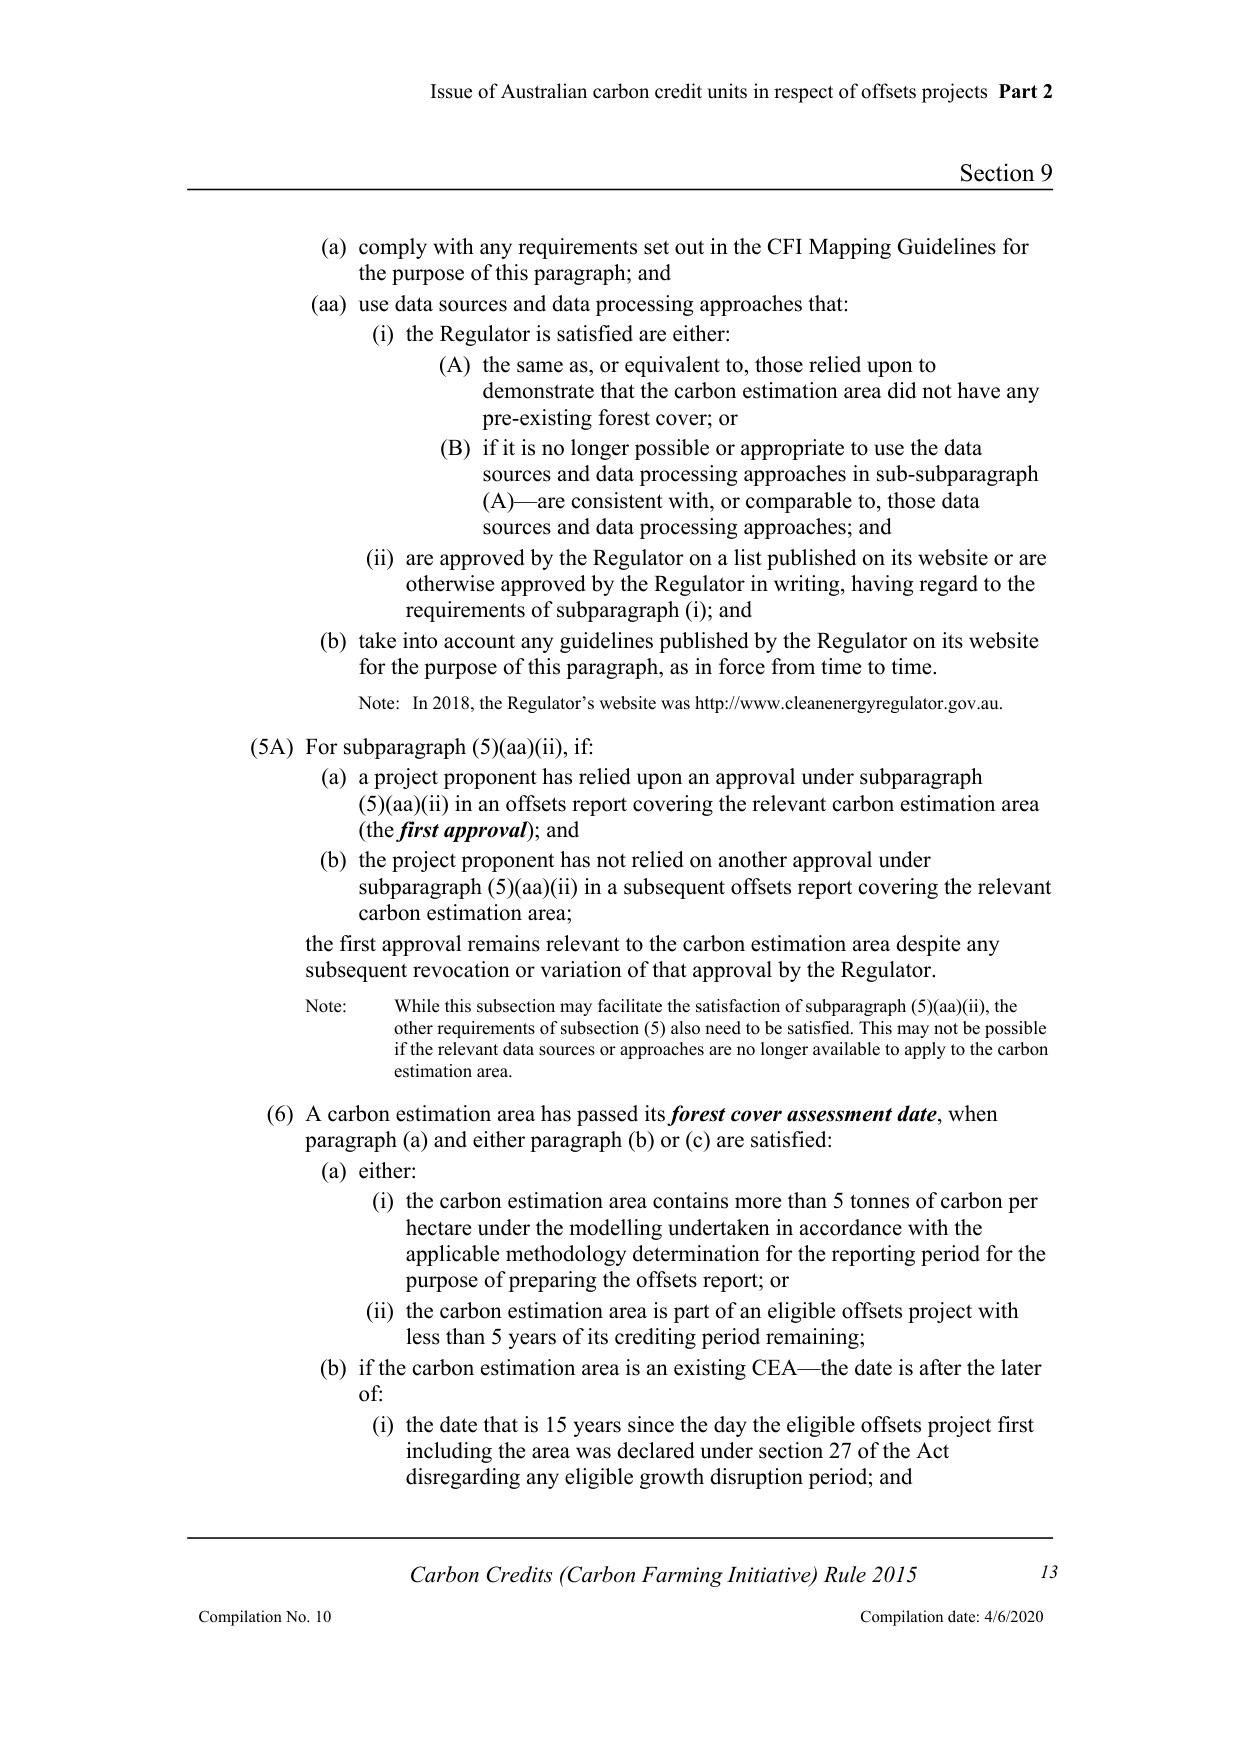 Issue of Australian carbon credit units in respect of offsets projects Part 2
Section 9
(a) comply with any requirements set out in the CFI Mapping Guidelines for
the purpose of this paragraph; and
(aa) use data sources and data processing approaches that:
(i) the Regulator is satisfied are either:
(A) the same as, or equivalent to, those relied upon to
demonstrate that the carbon estimation area did not have any
pre-existing forest cover; or
(B) if it is no longer possible or appropriate to use the data
sources and data processing approaches in sub-subparagraph
(A)—are consistent with, or comparable to, those data
sources and data processing approaches; and
(ii) are approved by the Regulator on a list published on its website or are
otherwise approved by the Regulator in writing, having regard to the
requirements of subparagraph (i); and
(b) take into account any guidelines published by the Regulator on its website
for the purpose of this paragraph, as in force from time to time.
Note: In 2018, the Regulator's website was http://www.cleanenergyregulator.gov.au.
(5A) For subparagraph (5)(aa)(ii), if:
(a) a project proponent has relied upon an approval under subparagraph
(5)(aa)(ii) in an offsets report covering the relevant carbon estimation area
(the first approval); and
(b) the project proponent has not relied on another approval under
subparagraph (5)(aa)(ii) in a subsequent offsets report covering the relevant
carbon estimation area;
the first approval remains relevant to the carbon estimation area despite any
subsequent revocation or variation of that approval by the Regulator.
Note: While this subsection may facilitate the satisfaction of subparagraph (5)(aa)(ii), the
other requirements of subsection (5) also need to be satisfied. This may not be possible
if the relevant data sources or approaches are no longer available to apply to the carbon
estimation area.
(6) A carbon estimation area has passed its forest cover assessment date, when
paragraph (a) and either paragraph (b) or (c) are satisfied:
(a) either:
(i) the carbon estimation area contains more than 5 tonnes of carbon per
hectare under the modelling undertaken in accordance with the
applicable methodology determination for the reporting period for the
purpose of preparing the offsets report; or
(ii) the carbon estimation area is part of an eligible offsets project with
less than 5 years of its crediting period remaining;
(b) if the carbon estimation area is an existing CEA—the date is after the later
of:
(i) the date that is 15 years since the day the eligible offsets project first
including the area was declared under section 27 of the Act
disregarding any eligible growth disruption period; and
Carbon Credits (Carbon Farming Initiative) Rule 2015 13
Compilation No. 10 Compilation date: 4/6/2020